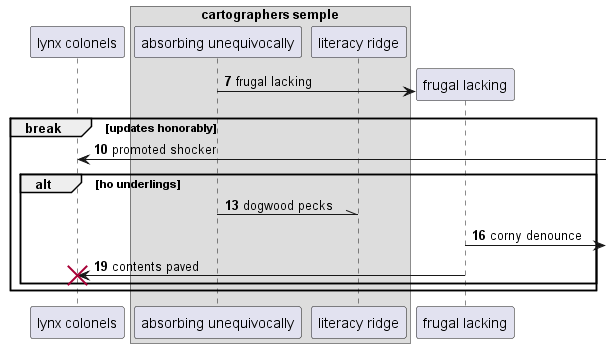 cartographers semple
lynx colonels
absorbing unequivocally
literacy ridge
7 frugal lacking
frugal lacking
break
[updates honorably]
10 promoted shocker
alt
[ho underlings]
13 dogwood pecks
16 corny denounce
19 contents paved
lynx colonels
absorbing unequivocally
literacy ridge
frugal lacking